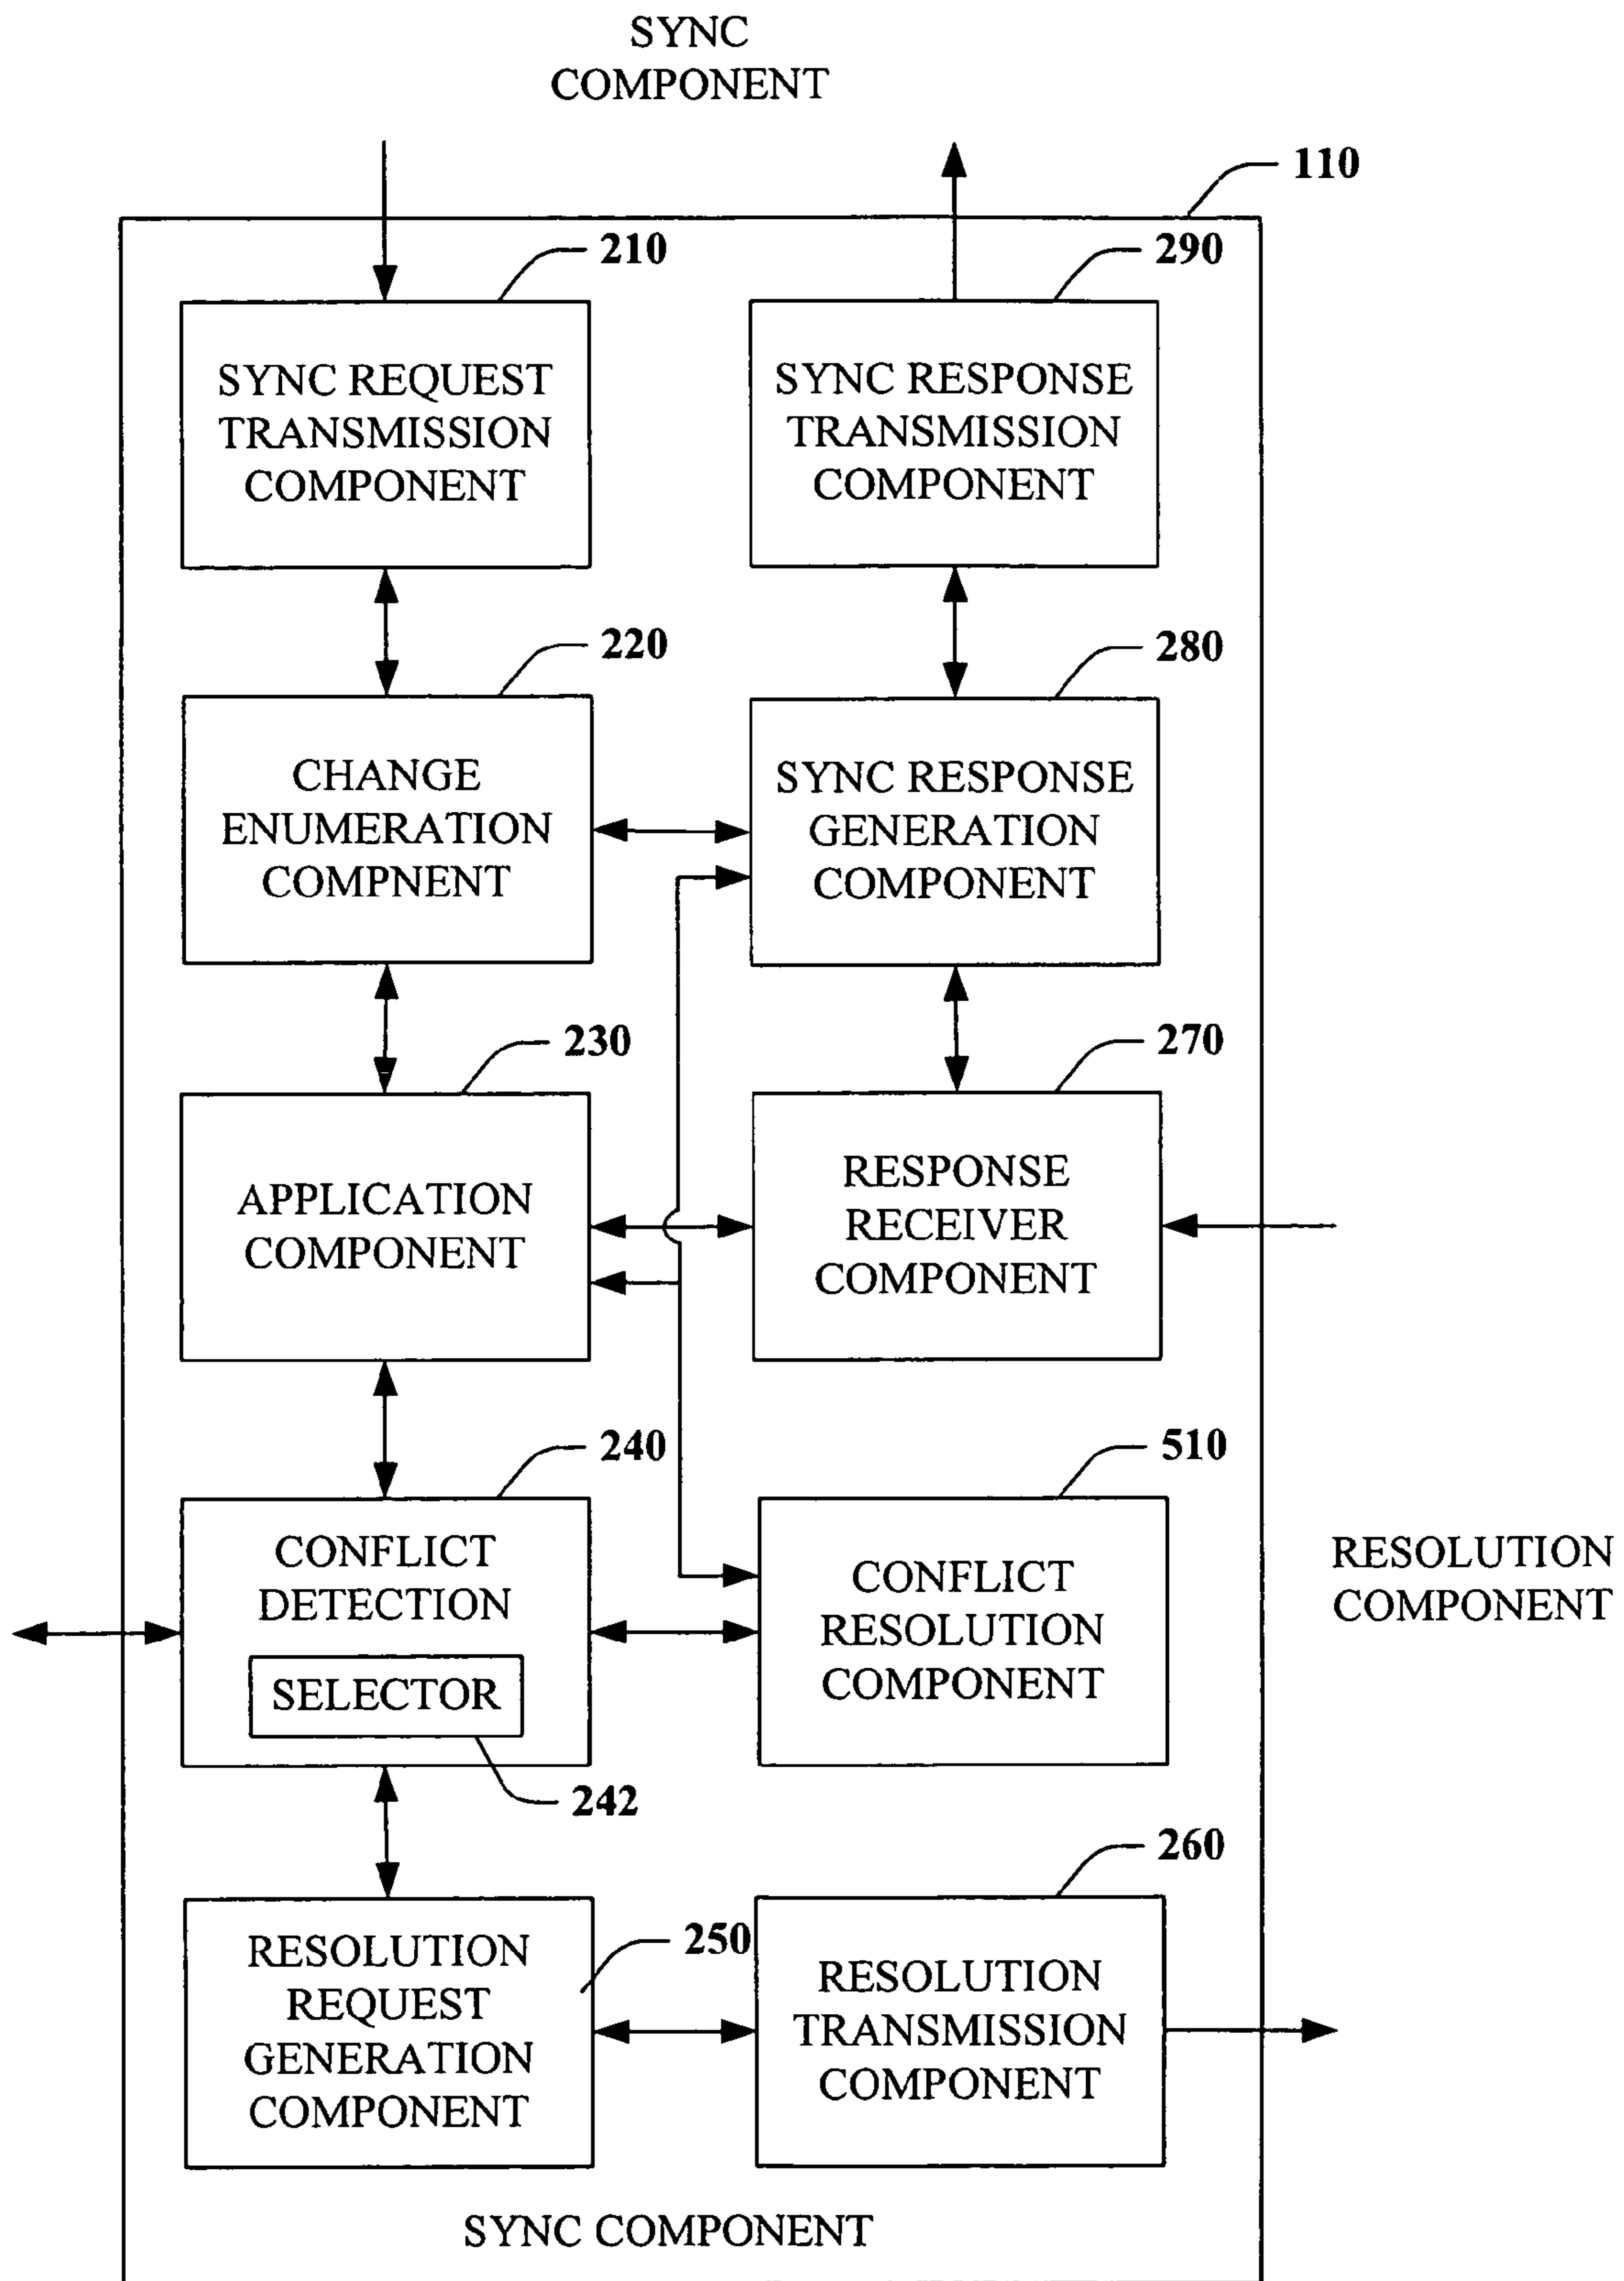 SYNC
COMPONENT
110
210
290
SYNC REQUEST
TRANSMISSION
COMPONENT
SYNC RESPONSE
TRANSMISSION
COMPONENT
220
280
CHANGE
ENUMERATION
COMPNENT
SYNC RESPONSE
GENERATION
COMPONENT
230
270
APPLICATION
COMPONENT
RESPONSE
RECEIVER
COMPONENT
240
510
CONFLICT
DETECTION
SELECTOR
242
CONFLICT
RESOLUTION
COMPONENT
RESOLUTION
COMPONENT
250
260
RESOLUTION
REQUEST
GENERATION
COMPONENT
RESOLUTION
TRANSMISSION
COMPONENT
SYNC COMPONENT